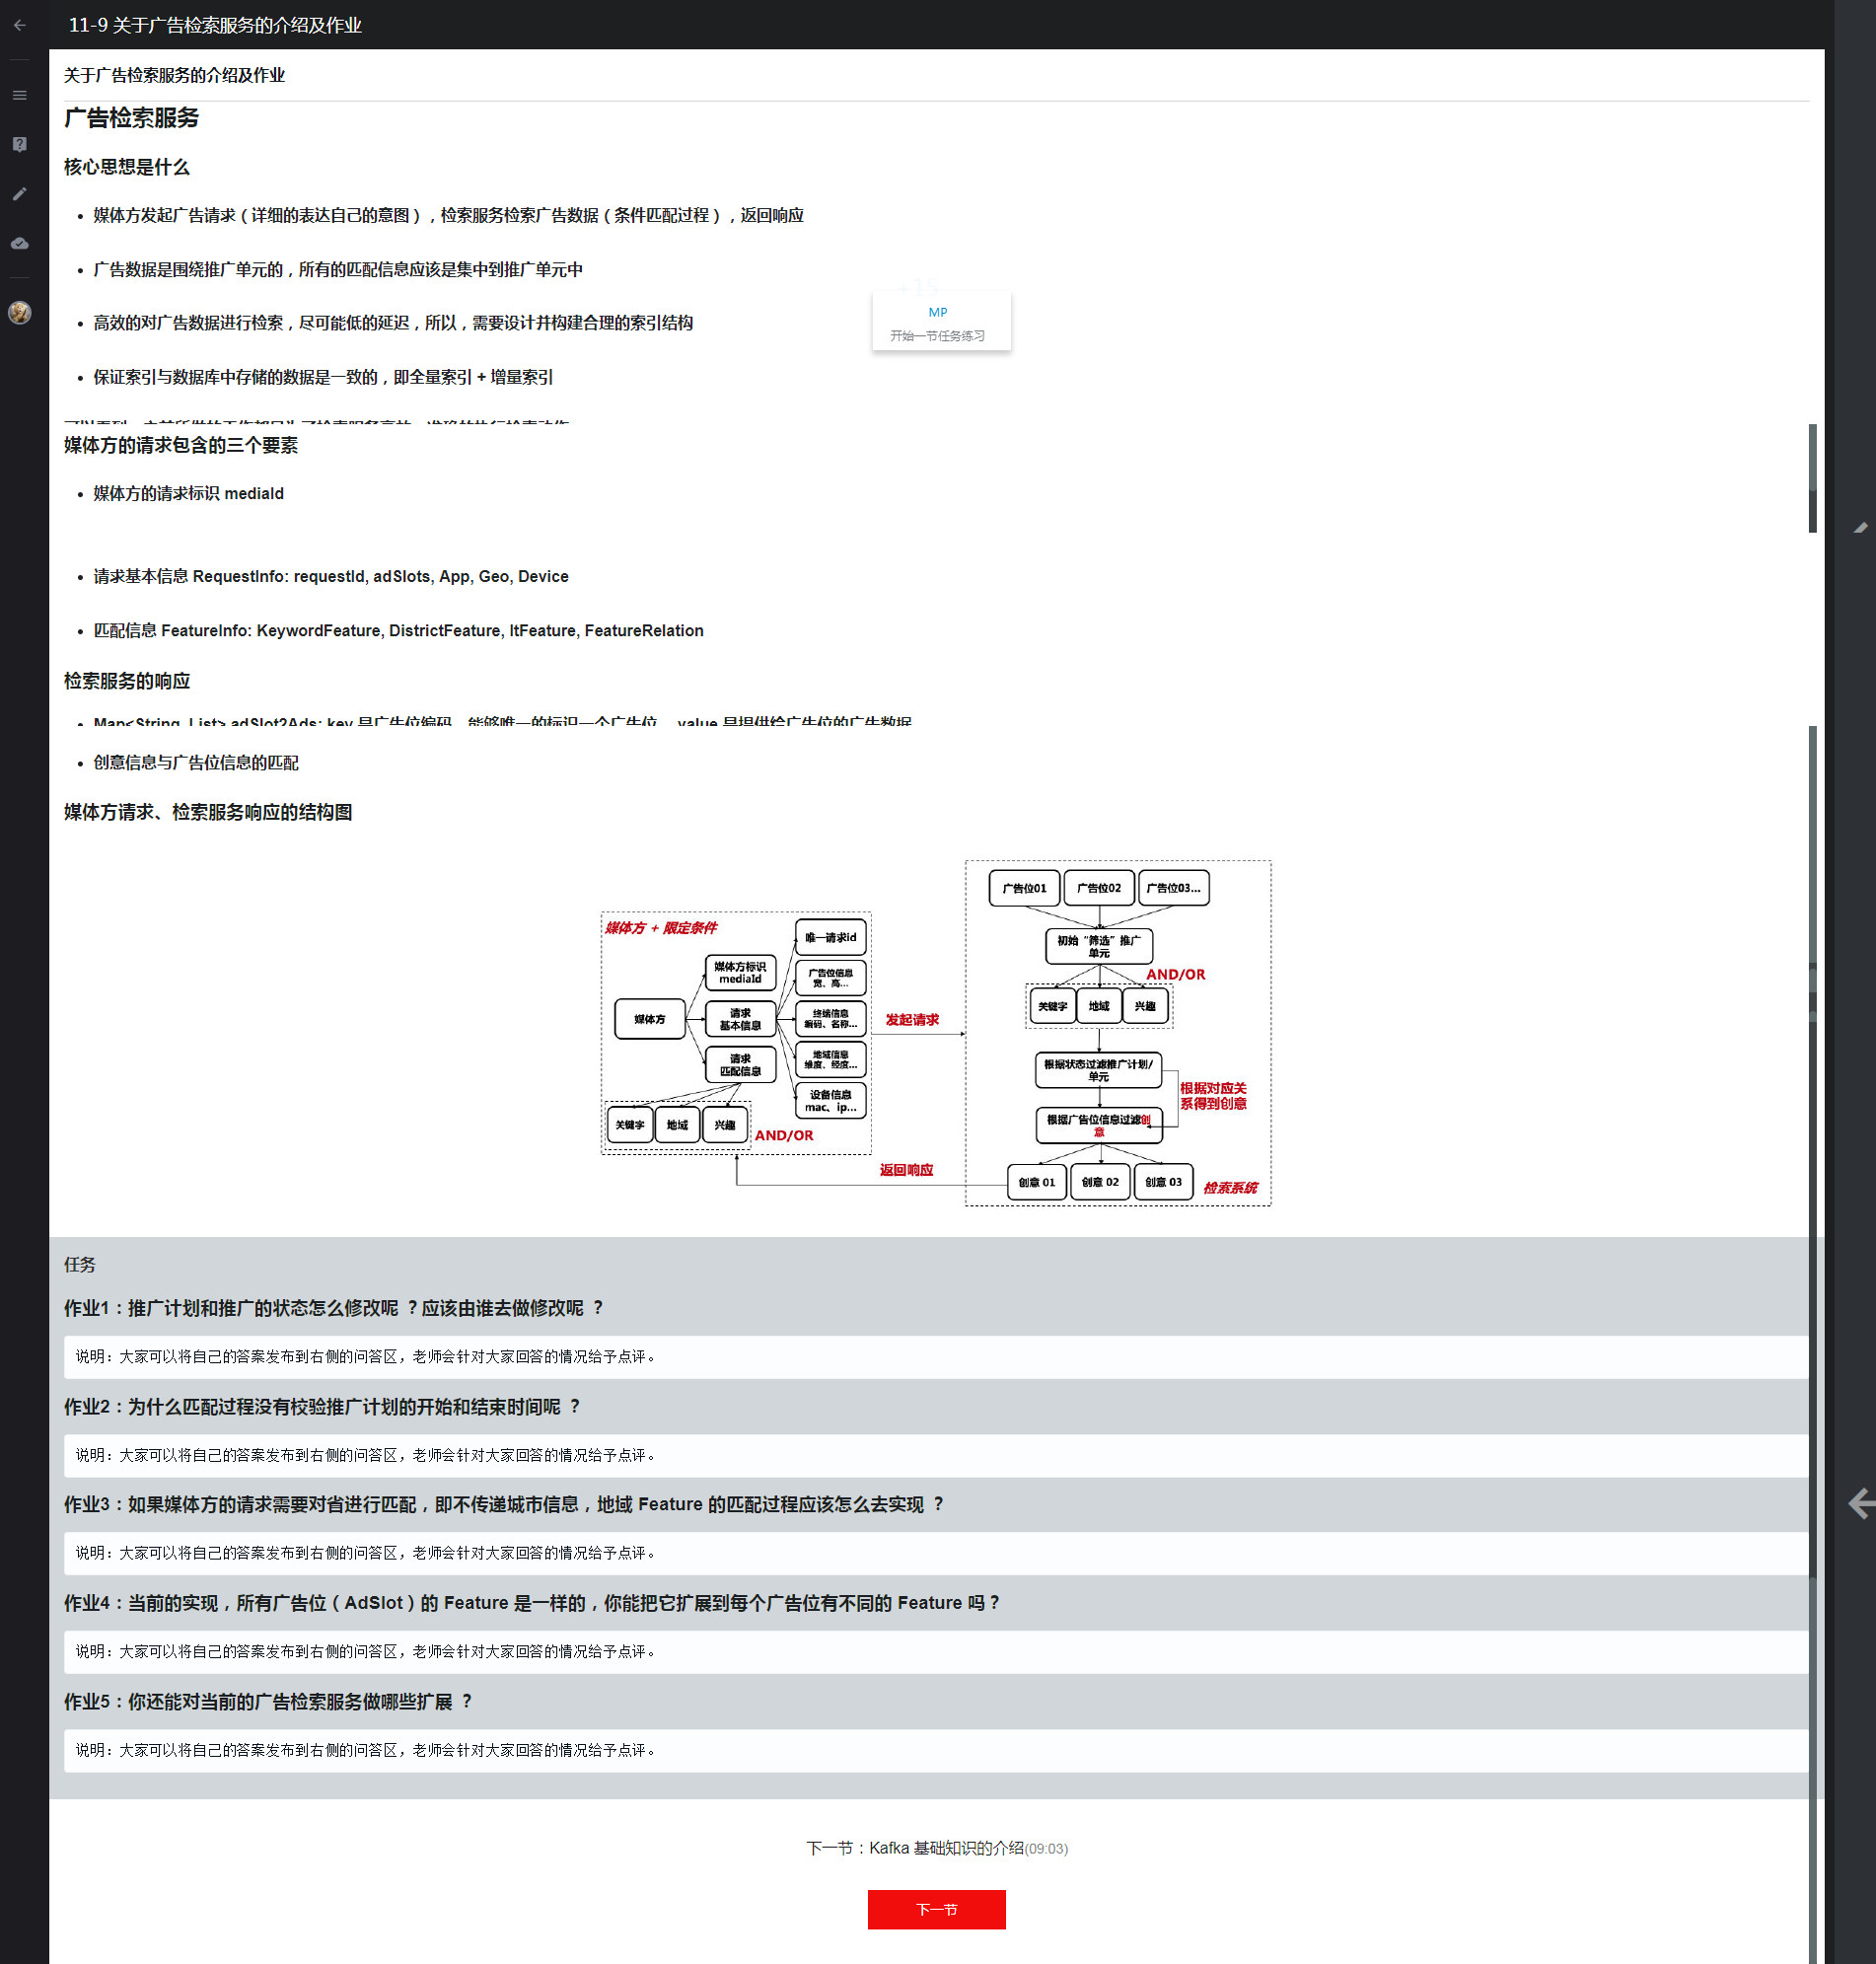 11-9 关于广告检索服务的介绍及作业
关于广告检索服务的介绍及作业
广告检索服务
核心思想是什么
媒体方发起广告请求（详细的表达自己的意图），检索服务检索广告数据（条件匹配过程），返回响应
广告数据是围绕推广单元的，所有的匹配信息应该是集中到推广单元中
MP
开始一节任务练习
高效的对广告数据进行检索，尽可能低的延迟，所以，需要设计并构建合理的索引结构
保证索引与数据库中存储的数据是一致的，即全量索引 + 增量索引
媒体方的请求包含的三个要素
媒体方的请求标识 mediaId
请求基本信息 RequestInfo: requestId, adSlots, App, Geo, Device
匹配信息 FeatureInfo: KeywordFeature, DistrictFeature, ItFeature, FeatureRelation
检索服务的响应
Map<String, List> adSlot2Ads: key 是广告位编码，能够唯一的标识一个广告位， value 是提供给广告位的广告数据
创意信息与广告位信息的匹配
媒体方请求、检索服务响应的结构图
媒体方 + 限定条件
媒体方
媒体方标识
mediaId
请求
基本信息
请求
匹配信息
唯一请求id
广告位信息
宽、高...
终端信息
编码、名称...
地域信息
维度、经度...
设备信息
mac、ip...
关键字
地域
兴趣
AND/OR
发起请求
返回响应
广告位01
广告位02
广告位03...
初始“筛选”推广
单元
AND/OR
关键字
地域
兴趣
根据状态过滤推广计划/
单元
根据对应关
系得到创意
根据广告位信息过滤创
意
创意 01
创意 02
创意 03
检索系统
任务
作业1：推广计划和推广的状态怎么修改呢 ？应该由谁去做修改呢 ？
说明：大家可以将自己的答案发布到右侧的问答区，老师会针对大家回答的情况给予点评。
作业2：为什么匹配过程没有校验推广计划的开始和结束时间呢 ？
说明：大家可以将自己的答案发布到右侧的问答区，老师会针对大家回答的情况给予点评。
作业3：如果媒体方的请求需要对省进行匹配，即不传递城市信息，地域 Feature 的匹配过程应该怎么去实现 ？
说明：大家可以将自己的答案发布到右侧的问答区，老师会针对大家回答的情况给予点评。
作业4：当前的实现，所有广告位（AdSlot）的 Feature 是一样的，你能把它扩展到每个广告位有不同的 Feature 吗？
说明：大家可以将自己的答案发布到右侧的问答区，老师会针对大家回答的情况给予点评。
作业5：你还能对当前的广告检索服务做哪些扩展 ？
说明：大家可以将自己的答案发布到右侧的问答区，老师会针对大家回答的情况给予点评。
下一节：Kafka 基础知识的介绍(09:03)
下一节